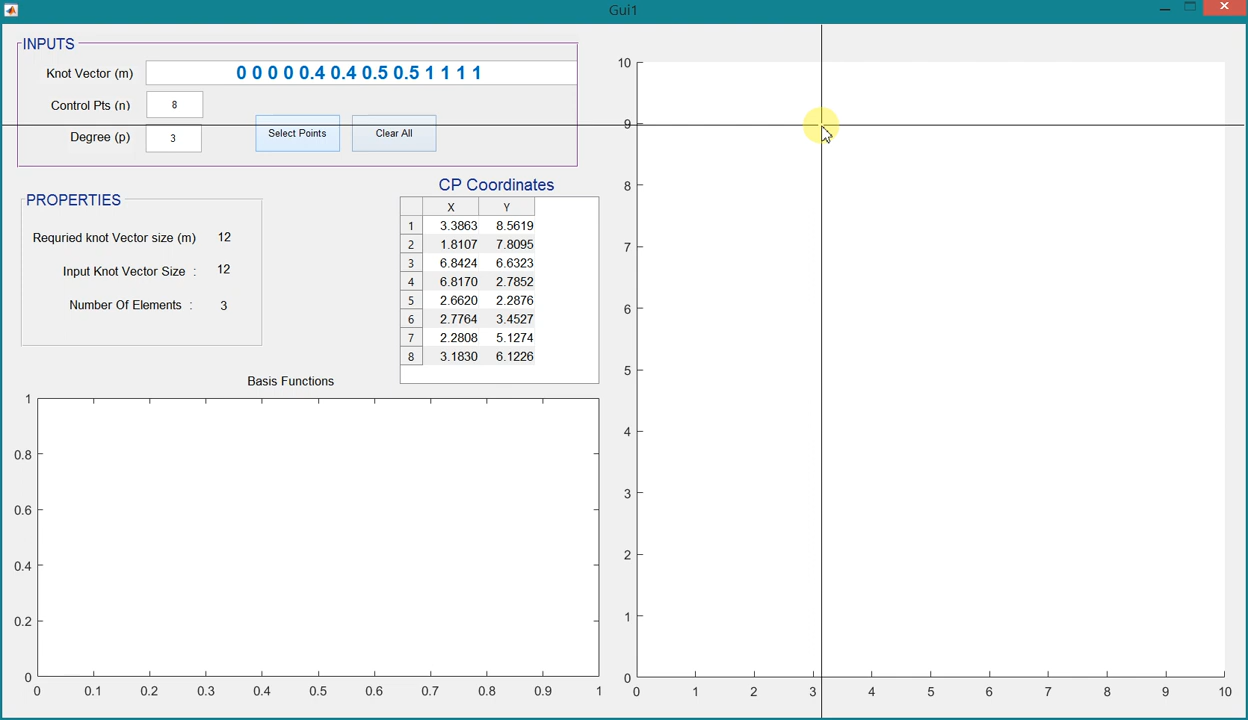 Gui1
INPUTS
Knot Vector (m) 0 0 0 0 0.4 0.4 0.5 0.5 1 1 1 1
Control Pts (n) 8
Degree (p) 3
Select Points Clear All
PROPERTIES
Requried knot Vector size (m) 12
Input Knot Vector Size : 12
Number Of Elements : 3
CP Coordinates
X Y
1 3.3863 8.5619
2 1.8107 7.8095
3 6.8424 6.6323
4 6.8170 2.7852
5 2.6620 2.2876
6 2.7764 3.4527
7 2.2808 5.1274
8 3.1830 6.1226
Basis Functions
1
0.8
0.6
0.4
0.2
0
0 0.1 0.2 0.3 0.4 0.5 0.6 0.7 0.8 0.9 1
10
9
8
7
6
5
4
3
2
1
0
0 1 2 3 4 5 6 7 8 9 10